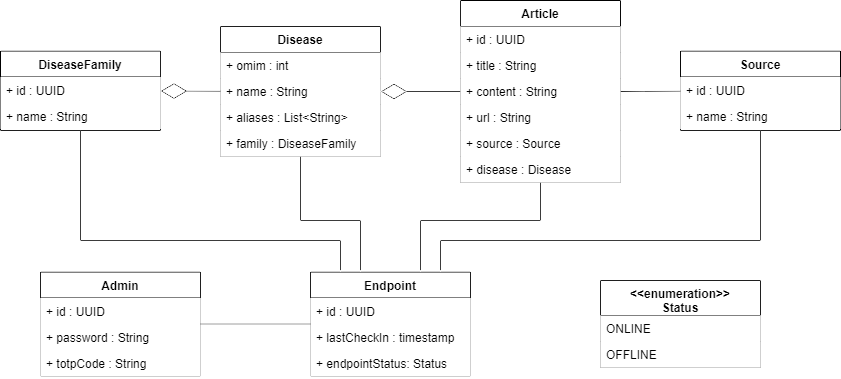 DiseaseFamily
+ id : UUID
+ name : String
Disease
+ omim : int
+ name : String
+ aliases : List<String>
+ family : DiseaseFamily
Article
+ id : UUID
+ title : String
+ content : String
+ url : String
+ source : Source
+ disease : Disease
Source
+ id : UUID
+ name : String
Admin
+ id : UUID
+ password : String
+ totpCode : String
Endpoint
+ id : UUID
+ lastCheckIn : timestamp
+ endpointStatus: Status
<<enumeration>>
Status
ONLINE
OFFLINE